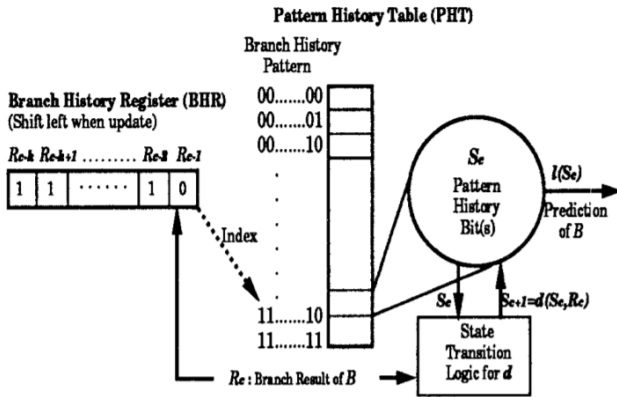 Pattern History Table (PHT)
Branch History
Pattern
Branch History Register (BHR)
(Shift left when update)
Rc-k Rc-k+1 ......... Rc-2 Rc-1
1 1 ...... 1 0
00.......00
00.......01
00.......10
Index
11.......10
11.......11
Sc
Pattern
History
Bit(s)
l(Sc)
Prediction
of B
Sc
Sc+1=d(Sc,Rc)
State
Transition
Logic for d
Rc : Branch Result of B